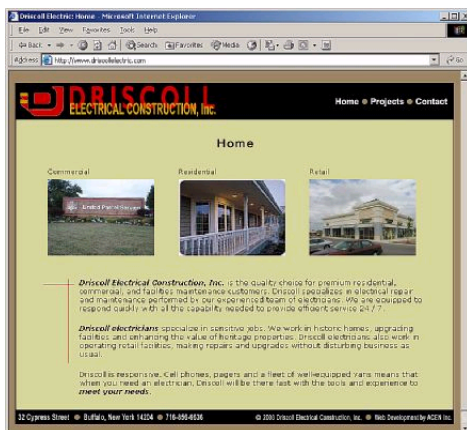 Driscoll Electric: Home - Microsoft Internet Explorer
File Edit View Favorites Tools Help
Back Search Favorites Media
Address http://www.driscollelectric.com Go
DRISCOLL
ELECTRICAL CONSTRUCTION, Inc.
Home Projects Contact
Home
Commercial Residential Retail
United Parcel Service
Driscoll Electrical Construction, Inc. is the quality choice for premium residential,
commercial, and facilities maintenance customers. Driscoll specializes in electrical repair
and maintenance performed by our experienced team of electricians. We are equipped to
respond quickly with all the capability needed to provide efficient service 24 / 7.
Driscoll electricians specialize in sensitive jobs. We work in historic homes, upgrading
facilities and enhancing the value of heritage properties. Driscoll electricians also work in
operating retail facilities, making repairs and upgrades without disturbing business as
usual.
Driscoll is responsive. Cell phones, pagers and a fleet of well-equipped vans means that
when you need an electrician, Driscoll will be there fast with the tools and experience to
meet your needs.
32 Cypress Street Buffalo, New York 14204 716-856-6636 © 2003 Driscoll Electrical Construction, Inc. Web Development by ACEN Inc.